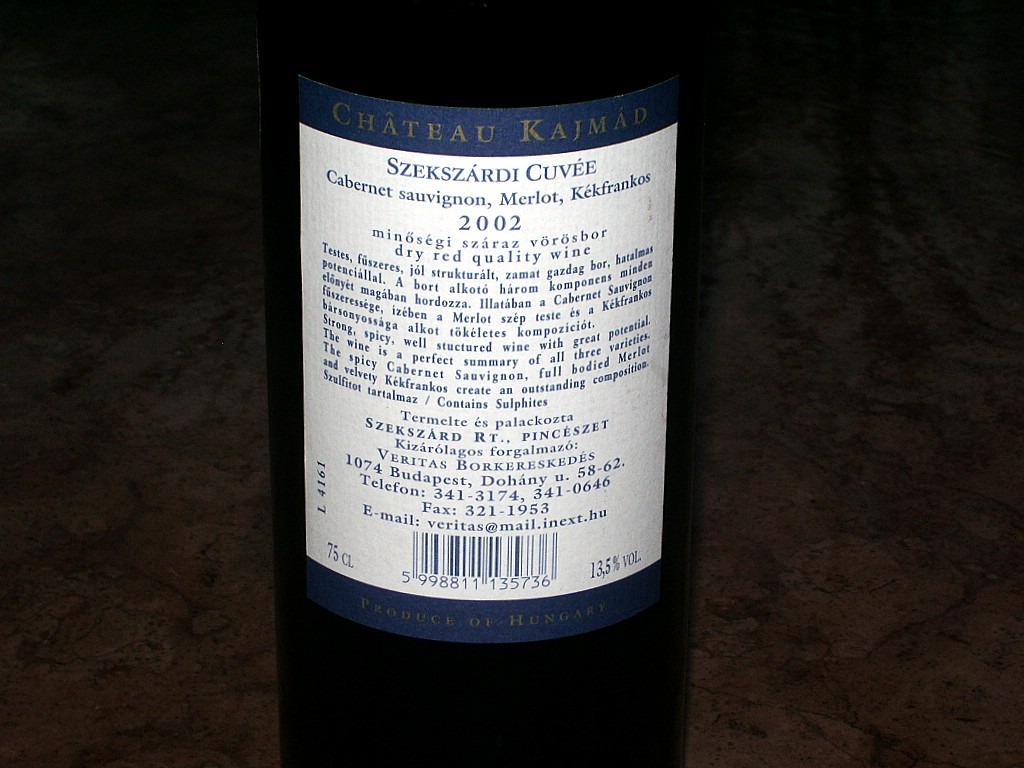 CHÂTEAU KAJMÁD
SZEKSZÁRDI CUVÉE
Cabernet sauvignon, Merlot, Kékfrankos
2002
minőségi száraz vörösbor
dry red quality wine
Testes, fűszeres, jól strukturált, zamat gazdag bor, hatalmas
potenciállal. A bort alkotó három komponens minden
előnyét magában hordozza. Illatában a Cabernet Sauvignon
fűszeressége, izében a Merlot szép teste és a Kékfrankos
bársonyossága alkot tökéletes kompoziciót.
Strong, spicy, well stuctured wine with great potential.
The wine is a perfect summary of all three varieties.
The spicy Cabernet Sauvignon, full bodied Merlot
and velvety Kékfrankos create an outstanding composition.
Szulfitot tartalmaz / Contains Sulphites
Termelte és palackozta
SZEKSZÁRD RT., PINCÉSZET
Kizárólagos forgalmazó:
VERITAS BORKERESKEDÉS
1074 Budapest, Dohány u. 58-62.
Telefon: 341-3174, 341-0646
Fax: 321-1953
E-mail: veritas@mail.inext.hu
L 4161
75 CL
5 998811 135736
13,5% VOL.
PRODUCE OF HUNGARY